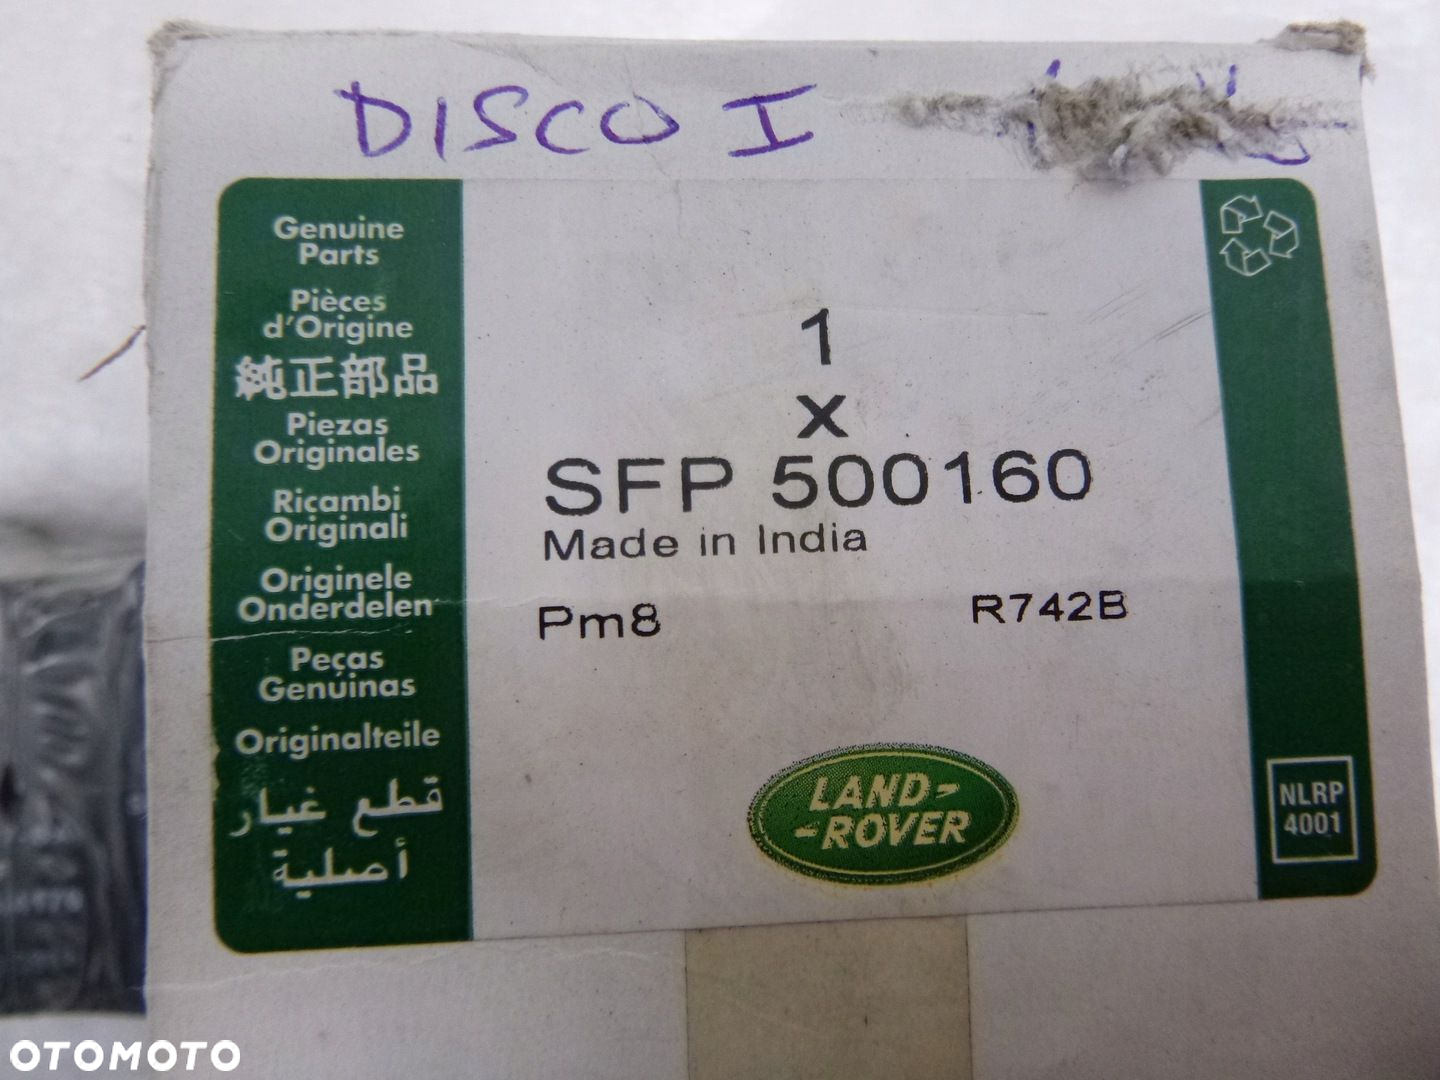 DISCO I
Genuine
Parts
Pièces
d'Origine
純正部品
Piezas
Originales
Ricambi
Originali
Originele
Onderdelen
Peças
Genuinas
Originalteile
قطع غيار
أصلية
1
x
SFP 500160
Made in India
Pm8
R742B
LAND-
-ROVER
NLRP
4001
OTOMOTO